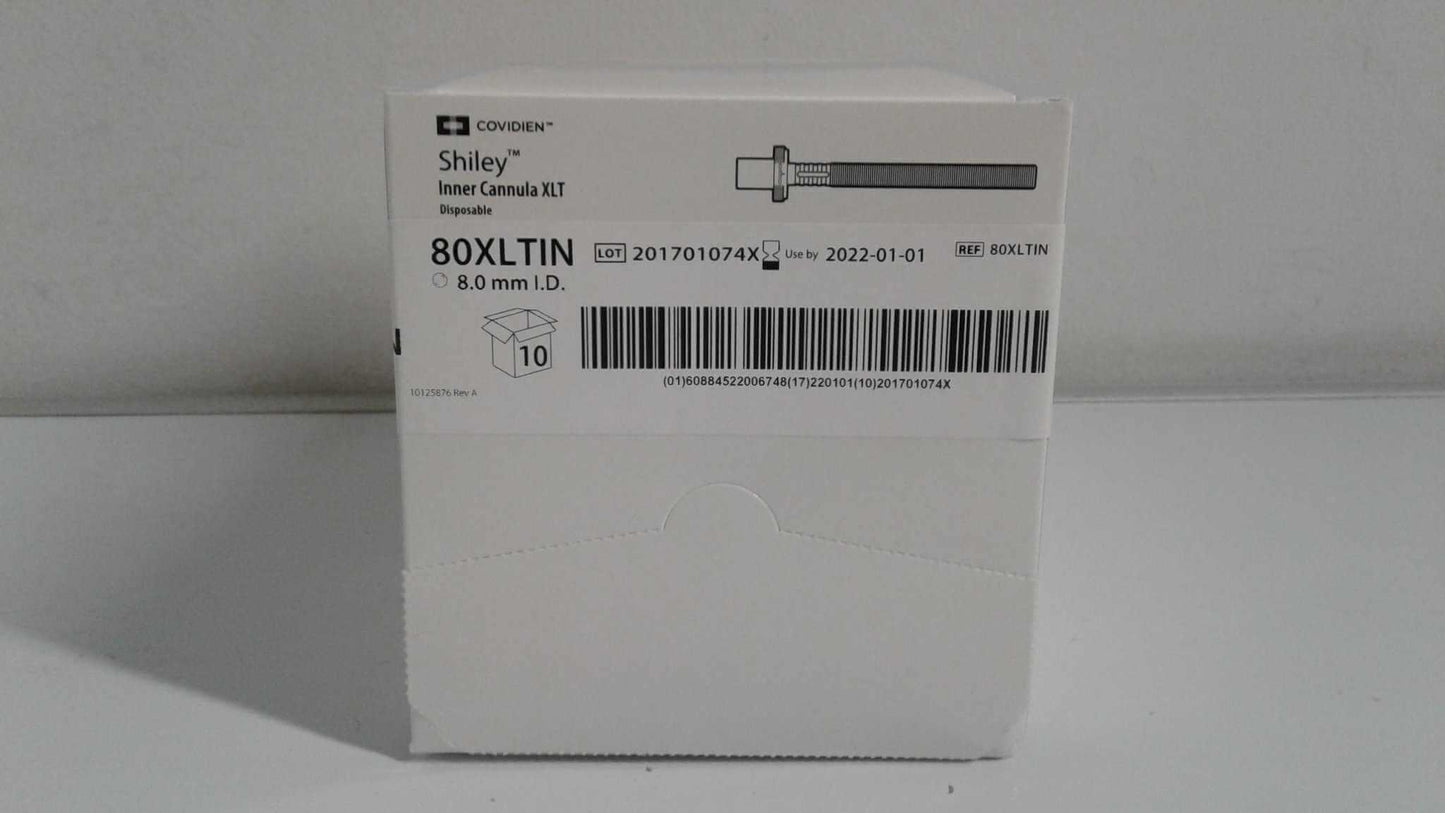 COVIDIEN™
Shiley™
Inner Cannula XLT
Disposable
80XLTIN
LOT 201701074X Use by 2022-01-01
REF 80XLTIN
8.0 mm I.D.
10
N
(01)60884522006748(17)220101(10)201701074X
10125876 Rev A